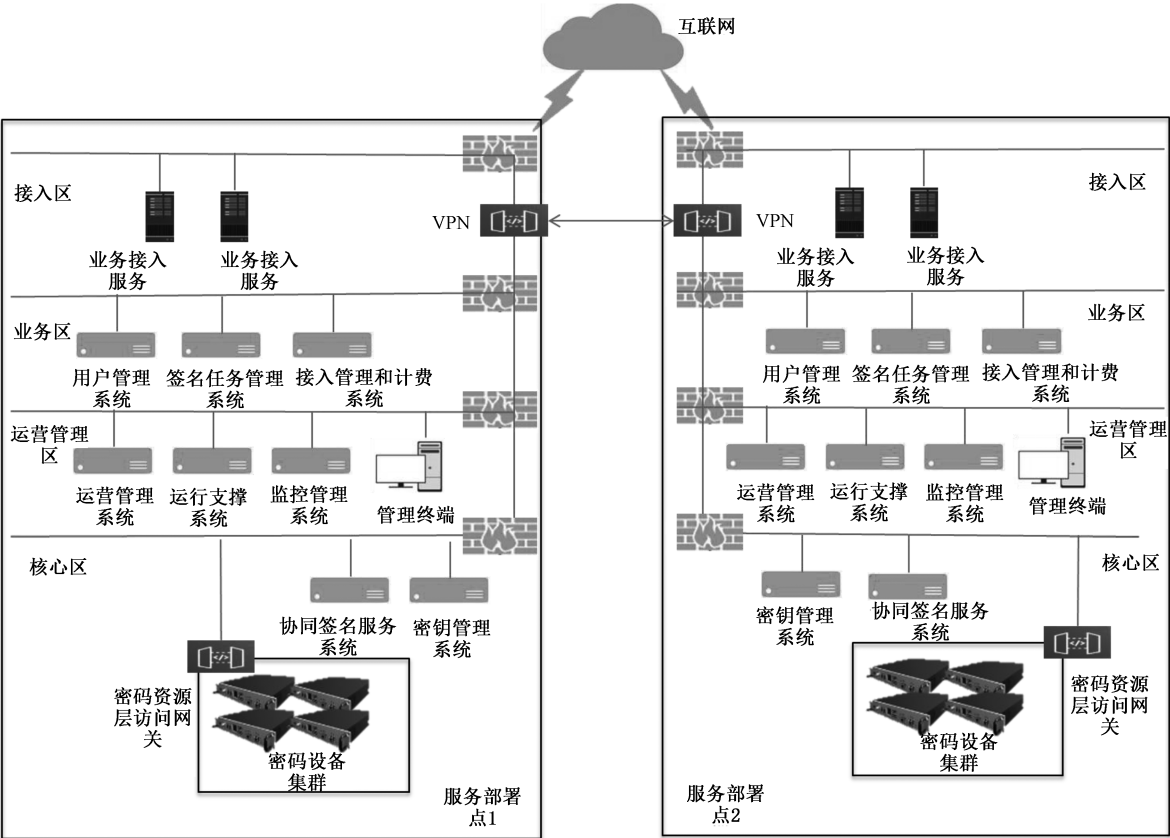 互联网
接入区
VPN
业务接入
服务
业务接入
服务
业务区
用户管理
系统
签名任务管理
系统
接入管理和计费
系统
运营管理
区
运营管理
系统
运行支撑
系统
监控管理
系统
管理终端
核心区
协同签名服务
系统
密钥管理
系统
密码资源
层访问网
关
密码设备
集群
服务部署
点1
接入区
VPN
业务接入
服务
业务接入
服务
业务区
用户管理
系统
签名任务管理
系统
接入管理和计费
系统
运营管理
区
运营管理
系统
运行支撑
系统
监控管理
系统
管理终端
核心区
密钥管理
系统
协同签名服务
系统
密码资源
层访问网
关
密码设备
集群
服务部署
点2